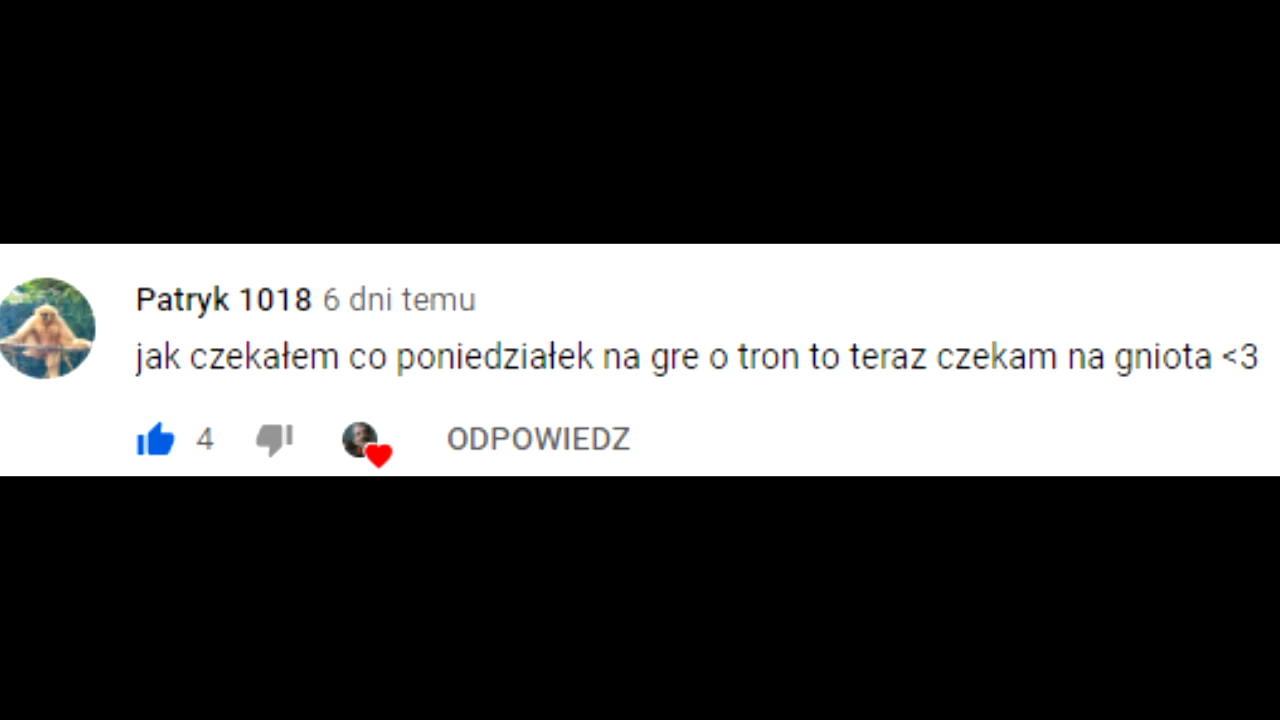 Patryk 1018 6 dni temu
jak czekałem co poniedziałek na gre o tron to teraz czekam na gniota <3
4 ODPOWIEDZ